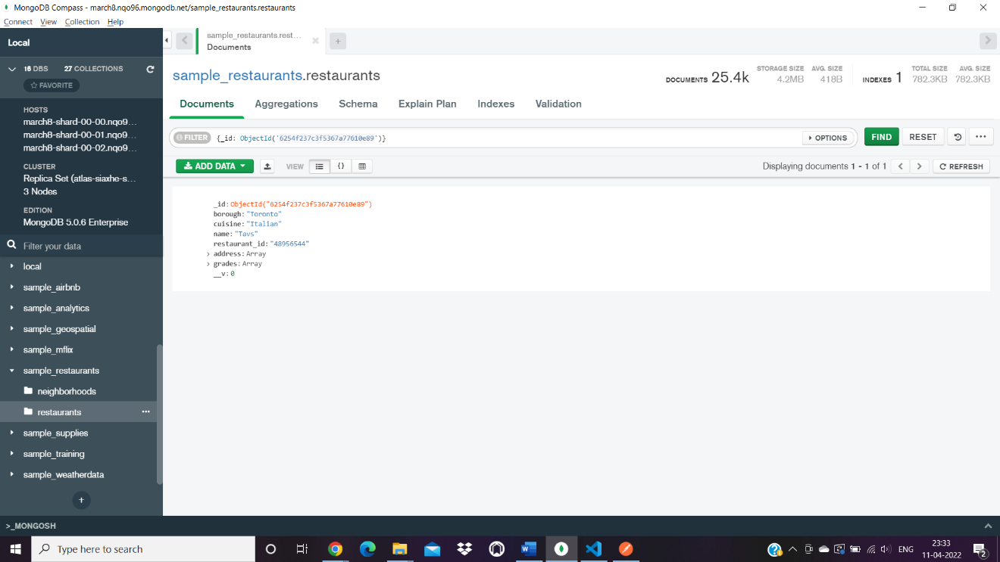 MongoDB Compass - march8.nqo96.mongodb.net/sample_restaurants.restaurants
Connect View Collection Help
Local
16 DBS 27 COLLECTIONS
FAVORITE
HOSTS
march8-shard-00-00.nqo9...
march8-shard-00-01.nqo9...
march8-shard-00-02.nqo9...
CLUSTER
Replica Set (atlas-siaxhe-s...
3 Nodes
EDITION
MongoDB 5.0.6 Enterprise
Filter your data
local
sample_airbnb
sample_analytics
sample_geospatial
sample_mflix
sample_restaurants
neighborhoods
restaurants
sample_supplies
sample_training
sample_weatherdata
sample_restaurants.rest...
Documents
sample_restaurants.restaurants
DOCUMENTS 25.4k
STORAGE SIZE
4.2MB
AVG. SIZE
418B
INDEXES 1
TOTAL SIZE
782.3KB
AVG. SIZE
782.3KB
Documents Aggregations Schema Explain Plan Indexes Validation
FILTER {_id: ObjectId('6254f237c3f5367a77610e89')}
OPTIONS
FIND
RESET
ADD DATA
VIEW
{}
Displaying documents 1 - 1 of 1
REFRESH
_id: ObjectId("6254f237c3f5367a77610e89")
borough: "Toronto"
cuisine: "Italian"
name: "Tavs"
restaurant_id: "48956544"
address: Array
grades: Array
__v: 0
>_MONGOSH
Type here to search
ENG
23:33
11-04-2022
2